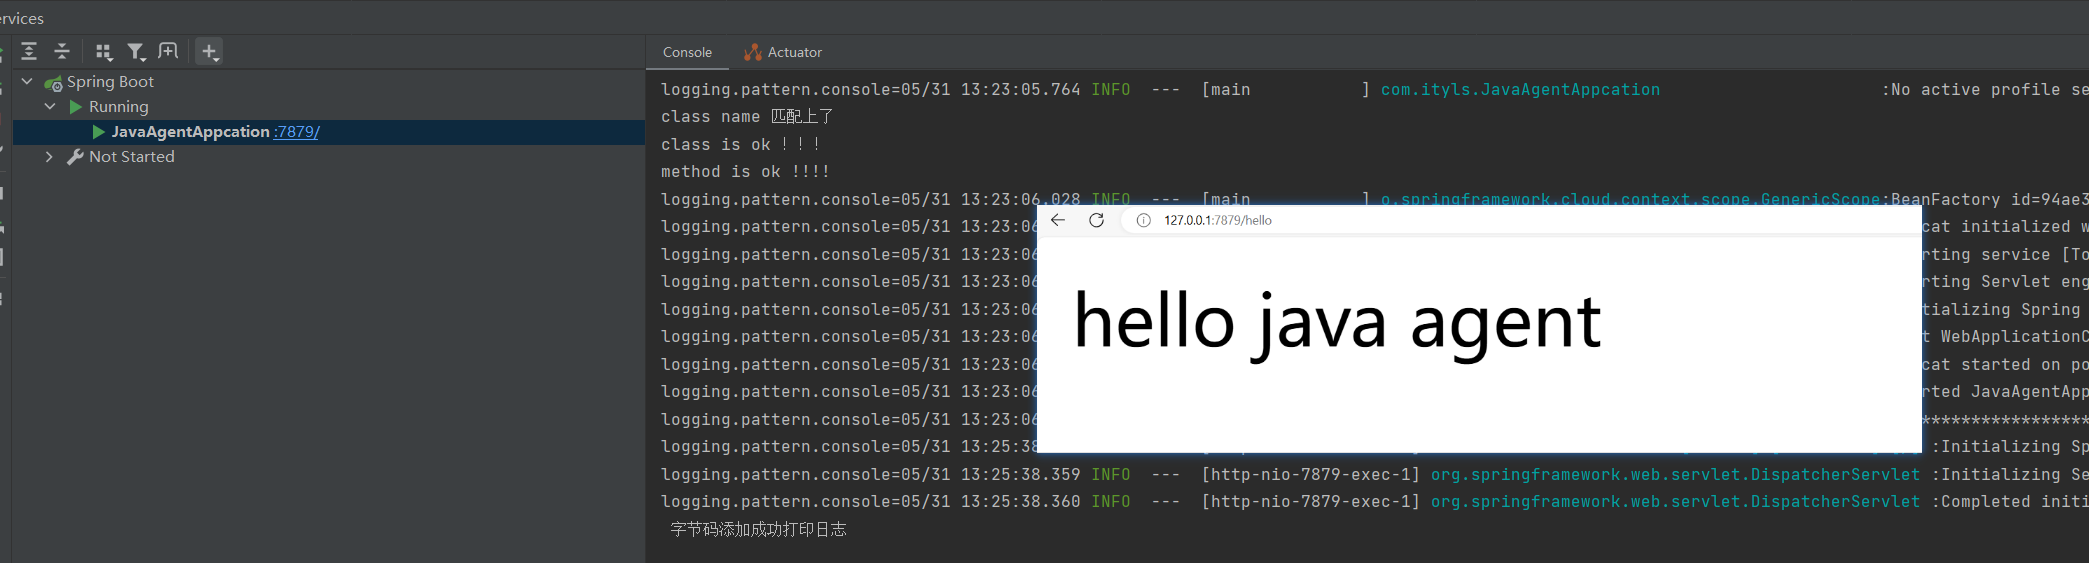 ervices
Console Actuator
Spring Boot
Running
JavaAgentAppcation :7879/
Not Started
logging.pattern.console=05/31 13:23:05.764 INFO --- [main ] com.ityls.JavaAgentAppcation :No active profile se
class name 匹配上了
class is ok ！！！
method is ok !!!!
logging.pattern.console=05/31 13:23:06.028 INFO --- [main ] o.springframework.cloud.context.scope.GenericScope:BeanFactory id=94ae3
logging.pattern.console=05/31 13:23:06 cat initialized w
logging.pattern.console=05/31 13:23:06 rting service [To
logging.pattern.console=05/31 13:23:06 rting Servlet eng
logging.pattern.console=05/31 13:23:06 tializing Spring
logging.pattern.console=05/31 13:23:06 t WebApplicationC
logging.pattern.console=05/31 13:23:06 cat started on po
logging.pattern.console=05/31 13:23:06 rted JavaAgentApp
logging.pattern.console=05/31 13:23:06 *****************
logging.pattern.console=05/31 13:25:38 :Initializing Sp
logging.pattern.console=05/31 13:25:38.359 INFO --- [http-nio-7879-exec-1] org.springframework.web.servlet.DispatcherServlet :Initializing Se
logging.pattern.console=05/31 13:25:38.360 INFO --- [http-nio-7879-exec-1] org.springframework.web.servlet.DispatcherServlet :Completed initi
字节码添加成功打印日志
127.0.0.1:7879/hello
hello java agent